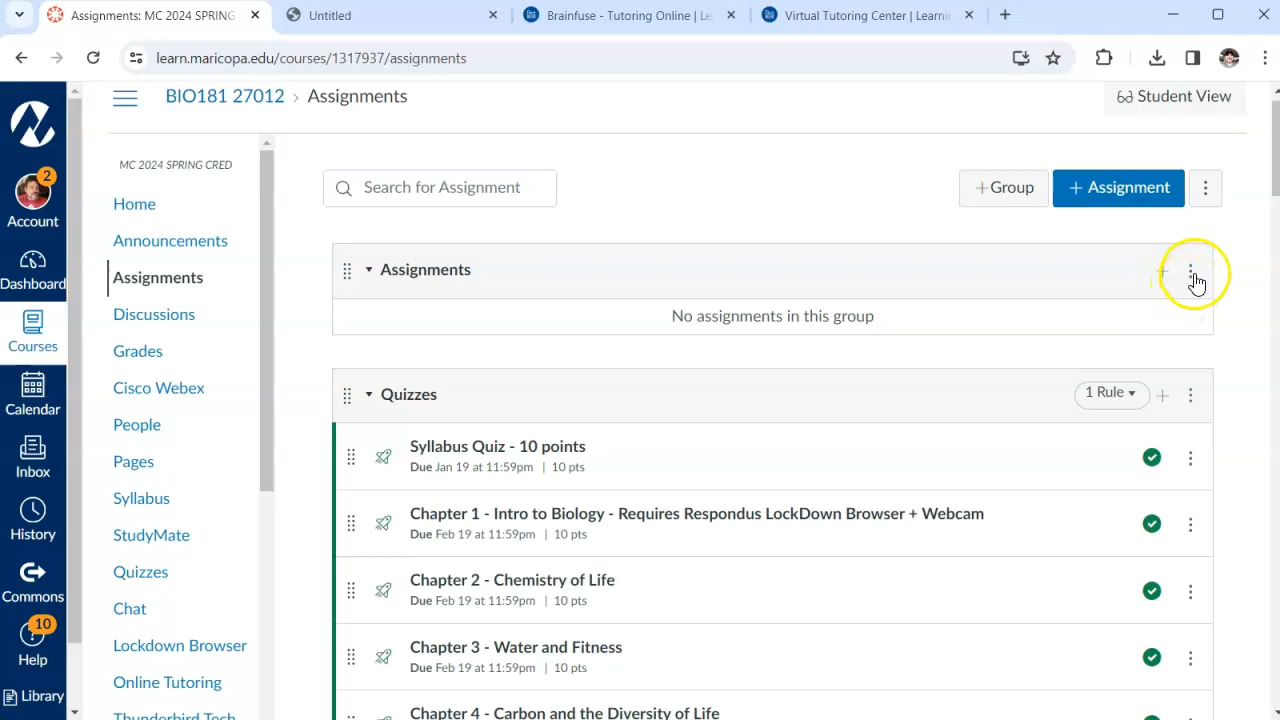 Assignments: MC 2024 SPRING
Untitled
Brainfuse - Tutoring Online | Le
Virtual Tutoring Center | Learni
learn.maricopa.edu/courses/1317937/assignments
BIO181 27012 › Assignments
Student View
2
Account
Dashboard
Courses
Calendar
Inbox
History
Commons
10
Help
Library
MC 2024 SPRING CRED
Home
Announcements
Assignments
Discussions
Grades
Cisco Webex
People
Pages
Syllabus
StudyMate
Quizzes
Chat
Lockdown Browser
Online Tutoring
Thunderbird Tech
Search for Assignment
+Group
+ Assignment
Assignments
No assignments in this group
Quizzes
1 Rule
Syllabus Quiz - 10 points
Due Jan 19 at 11:59pm | 10 pts
Chapter 1 - Intro to Biology - Requires Respondus LockDown Browser + Webcam
Due Feb 19 at 11:59pm | 10 pts
Chapter 2 - Chemistry of Life
Due Feb 19 at 11:59pm | 10 pts
Chapter 3 - Water and Fitness
Due Feb 19 at 11:59pm | 10 pts
Chapter 4 - Carbon and the Diversity of Life